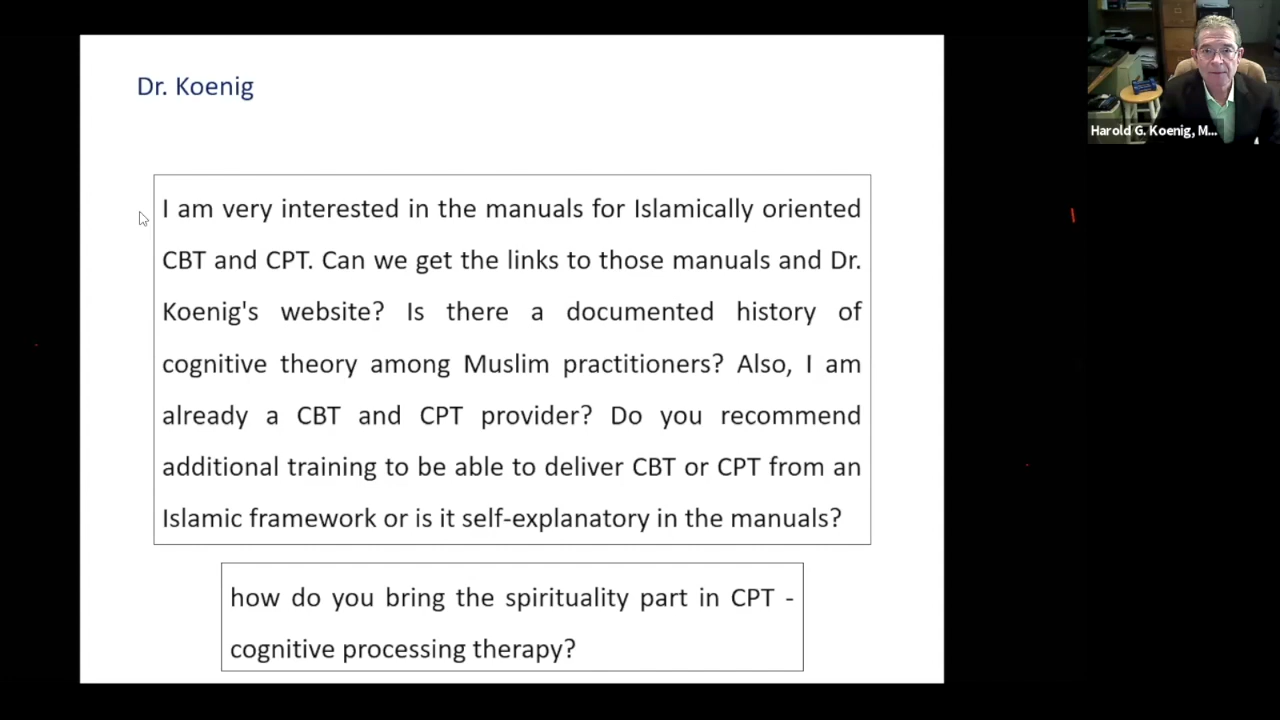 Dr. Koenig
Harold G. Koenig, M...
I am very interested in the manuals for Islamically oriented
CBT and CPT. Can we get the links to those manuals and Dr.
Koenig's website? Is there a documented history of
cognitive theory among Muslim practitioners? Also, I am
already a CBT and CPT provider? Do you recommend
additional training to be able to deliver CBT or CPT from an
Islamic framework or is it self-explanatory in the manuals?
how do you bring the spirituality part in CPT -
cognitive processing therapy?